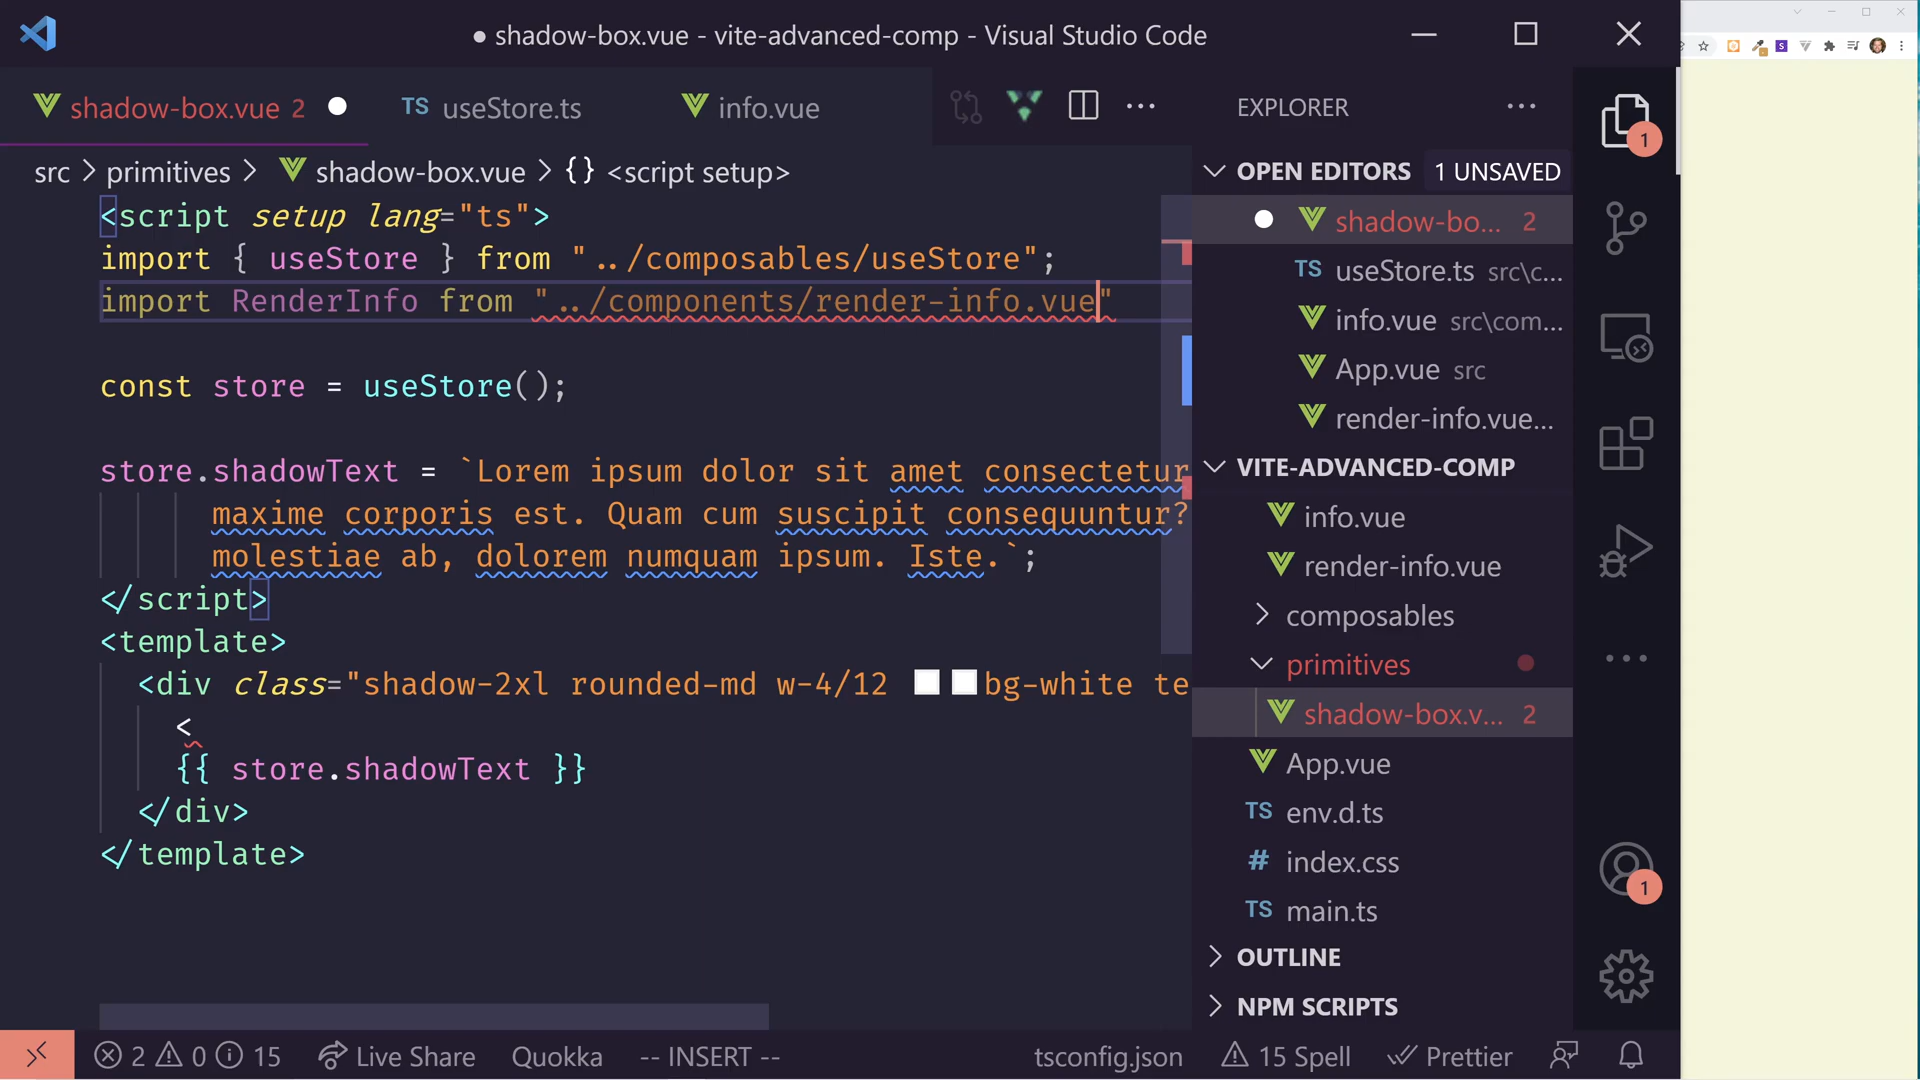 ● shadow-box.vue - vite-advanced-comp - Visual Studio Code
shadow-box.vue 2
TS useStore.ts
info.vue
src > primitives > shadow-box.vue > {} <script setup>
<script setup lang="ts">
import { useStore } from "../composables/useStore";
import RenderInfo from "../components/render-info.vue"
const store = useStore();
store.shadowText = `Lorem ipsum dolor sit amet consectetur
maxime corporis est. Quam cum suscipit consequuntur?
molestiae ab, dolorem numquam ipsum. Iste.`;
</script>
<template>
<div class="shadow-2xl rounded-md w-4/12 bg-white te
<
{{ store.shadowText }}
</div>
</template>
EXPLORER
OPEN EDITORS 1 UNSAVED
shadow-bo... 2
TS useStore.ts src\c...
info.vue src\com...
App.vue src
render-info.vue...
VITE-ADVANCED-COMP
info.vue
render-info.vue
composables
primitives
shadow-box.v... 2
App.vue
TS env.d.ts
# index.css
TS main.ts
OUTLINE
NPM SCRIPTS
1
1
2 0 15 Live Share Quokka -- INSERT -- tsconfig.json 15 Spell Prettier
S